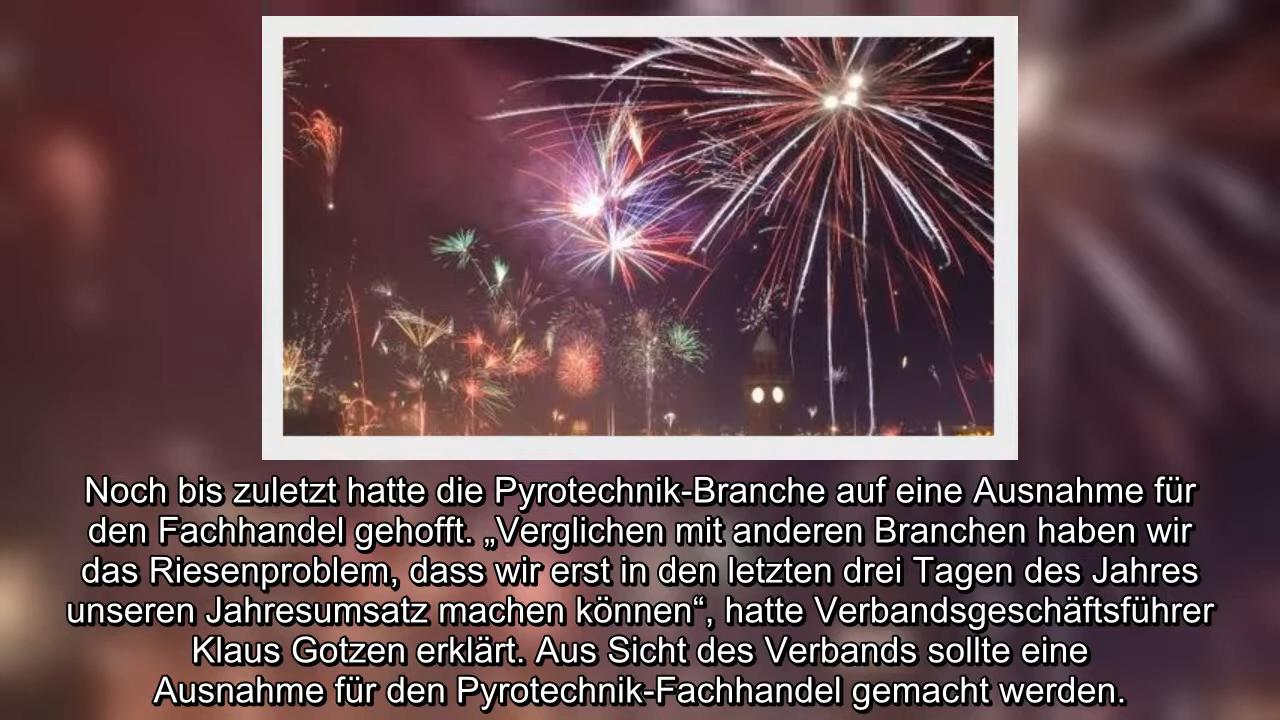 Noch bis zuletzt hatte die Pyrotechnik-Branche auf eine Ausnahme für
den Fachhandel gehofft. „Verglichen mit anderen Branchen haben wir
das Riesenproblem, dass wir erst in den letzten drei Tagen des Jahres
unseren Jahresumsatz machen können“, hatte Verbandsgeschäftsführer
Klaus Gotzen erklärt. Aus Sicht des Verbands sollte eine
Ausnahme für den Pyrotechnik-Fachhandel gemacht werden.